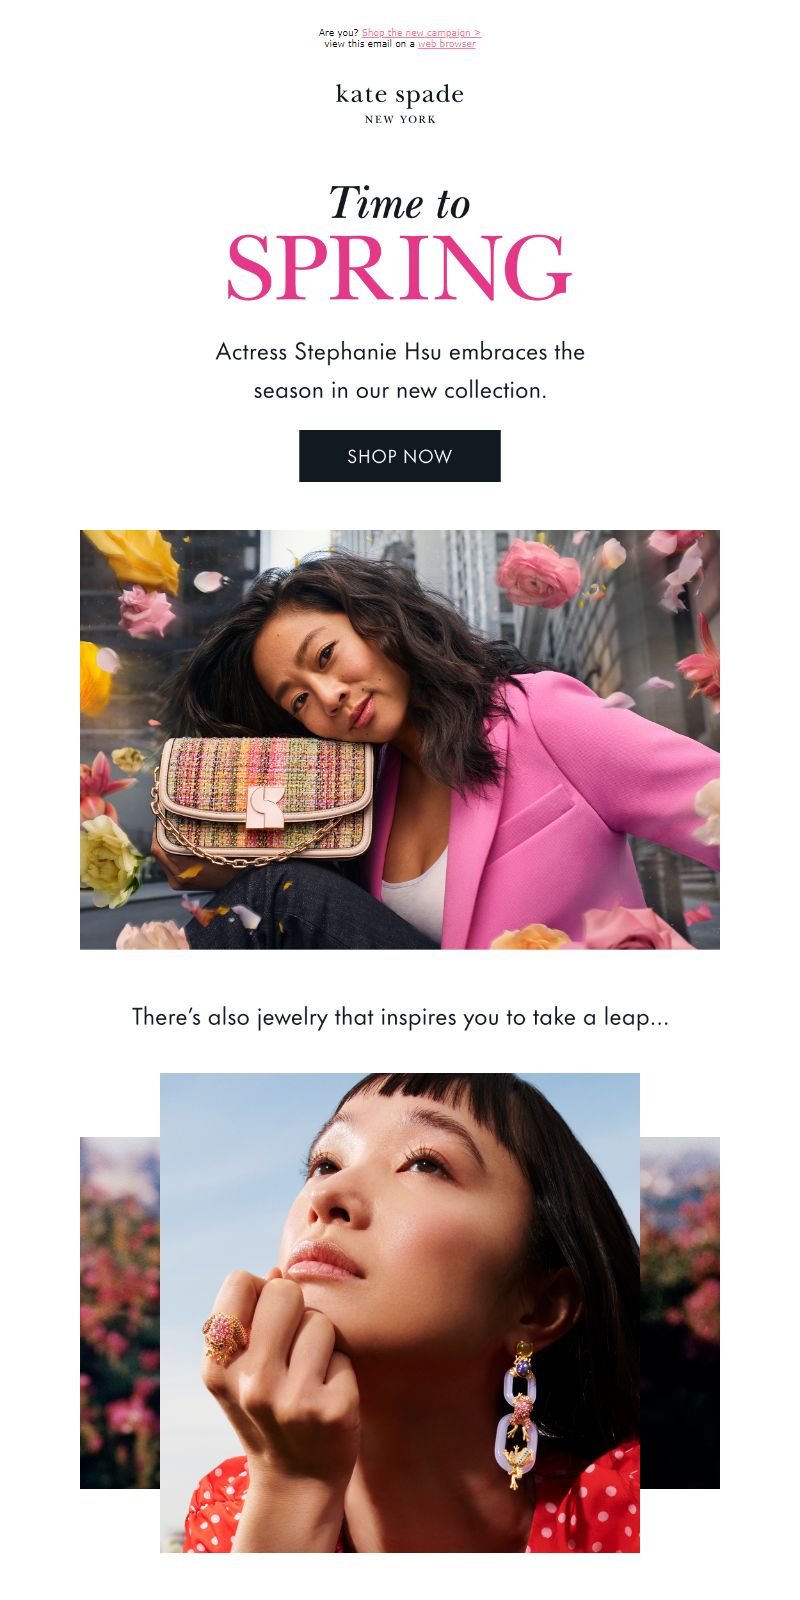 Are you? Shop the new campaign >
view this email on a web browser
kate spade
NEW YORK
Time to
SPRING
Actress Stephanie Hsu embraces the
season in our new collection.
SHOP NOW
There’s also jewelry that inspires you to take a leap...